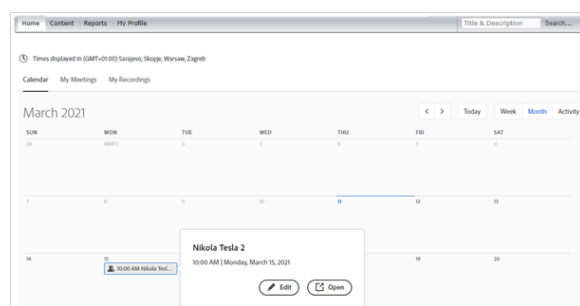 Home Content Reports My Profile Title & Description Search...
Times displayed in (GMT+01:00) Sarajevo, Skopje, Warsaw, Zagreb
Calendar My Meetings My Recordings
March 2021 < > Today Week Month Activity
SUN MON TUE WED THU FRI SAT
28 MAR 1 2 3 4 5 6
7 8 9 10 11 12 13
Nikola Tesla 2
14 15 19 20
10:00 AM | Monday, March 15, 2021
10:00 AM Nikola Tesl...
Edit Open